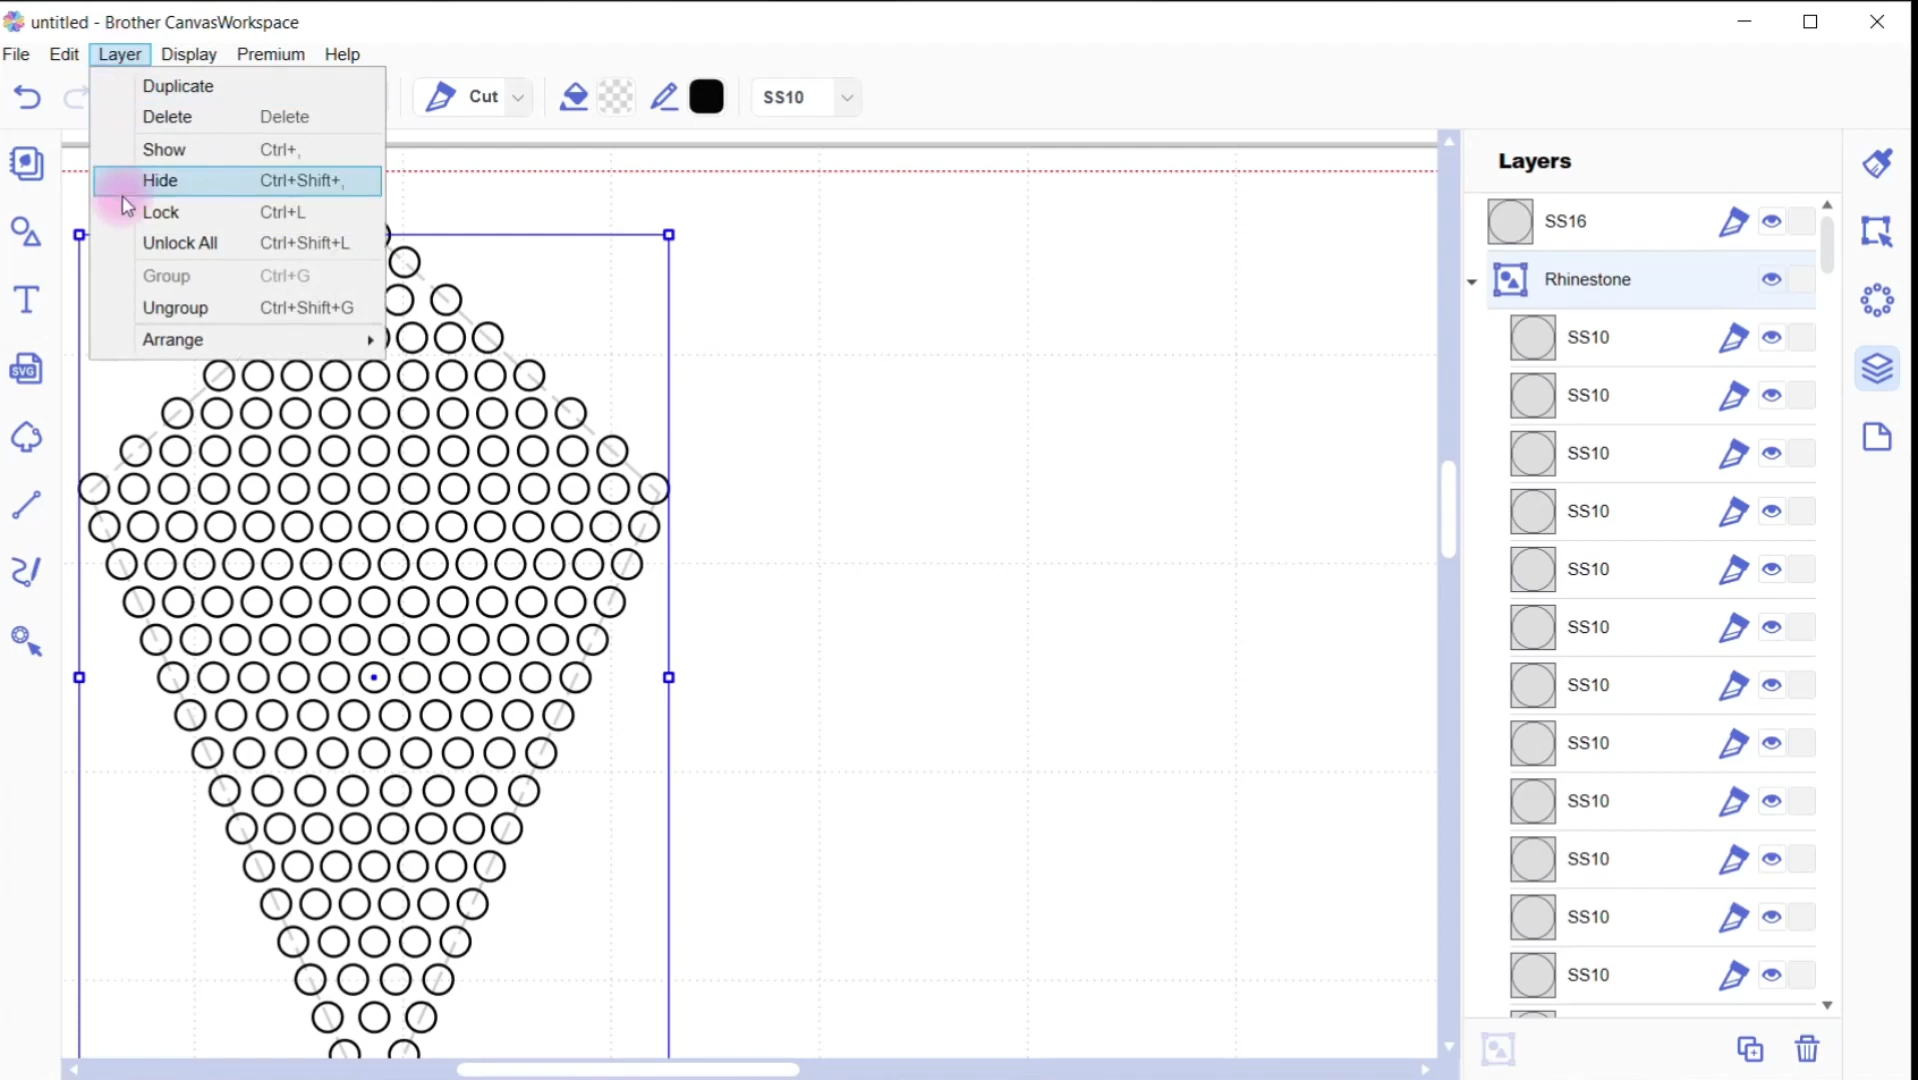 untitled - Brother CanvasWorkspace
File Edit Layer Display Premium Help
Duplicate
Delete Delete
Show Ctrl+,
Hide Ctrl+Shift+,
Lock Ctrl+L
Unlock All Ctrl+Shift+L
Group Ctrl+G
Ungroup Ctrl+Shift+G
Arrange
Cut
SS10
SVG
Layers
SS16
Rhinestone
SS10
SS10
SS10
SS10
SS10
SS10
SS10
SS10
SS10
SS10
SS10
SS10